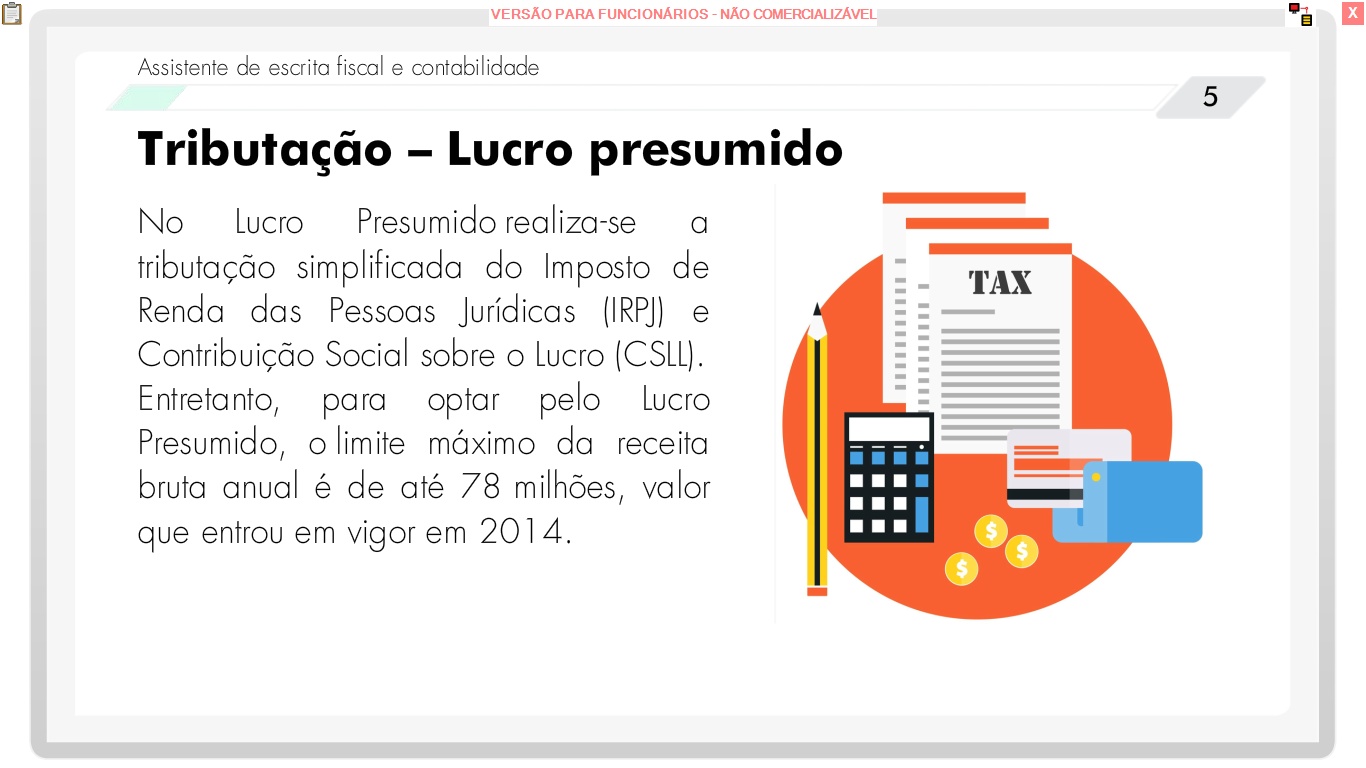 VERSÃO PARA FUNCIONÁRIOS - NÃO COMERCIALIZÁVEL
X
Assistente de escrita fiscal e contabilidade
5
Tributação – Lucro presumido
No Lucro Presumido realiza-se a
tributação simplificada do Imposto de
Renda das Pessoas Jurídicas (IRPJ) e
Contribuição Social sobre o Lucro (CSLL).
Entretanto, para optar pelo Lucro
Presumido, o limite máximo da receita
bruta anual é de até 78 milhões, valor
que entrou em vigor em 2014.
TAX
$
$
$